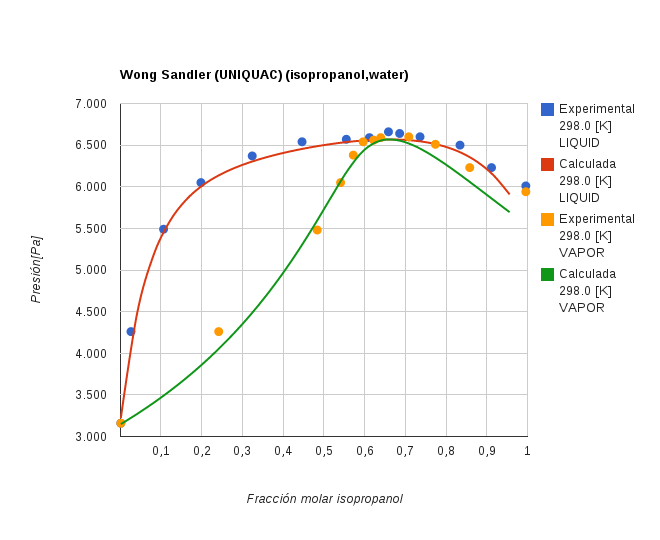 Wong Sandler (UNIQUAC) (isopropanol,water)
7.000
6.500
6.000
5.500
5.000
4.500
4.000
3.500
3.000
Presión[Pa]
0,1 0,2 0,3 0,4 0,5 0,6 0,7 0,8 0,9 1
Fracción molar isopropanol
Experimental
298.0 [K]
LIQUID
Calculada
298.0 [K]
LIQUID
Experimental
298.0 [K]
VAPOR
Calculada
298.0 [K]
VAPOR